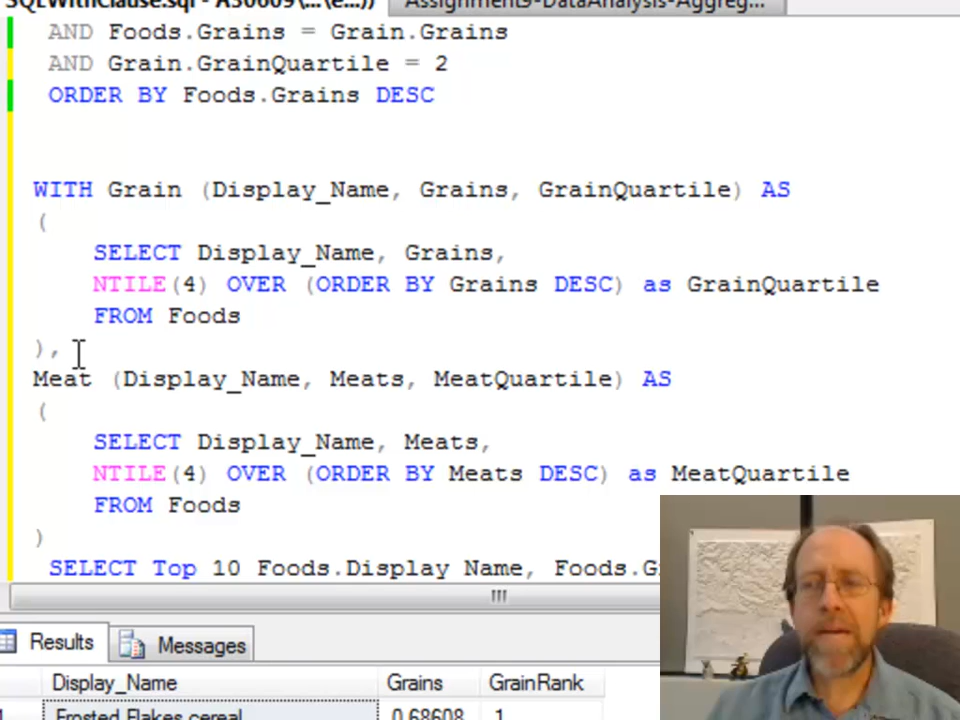 SQLWithClause.sql - A30609\...\e...))* Assignment9-DataAnalysis-Aggreg...
AND Foods.Grains = Grain.Grains
AND Grain.GrainQuartile = 2
ORDER BY Foods.Grains DESC
WITH Grain (Display_Name, Grains, GrainQuartile) AS
(
SELECT Display_Name, Grains,
NTILE(4) OVER (ORDER BY Grains DESC) as GrainQuartile
FROM Foods
),
Meat (Display_Name, Meats, MeatQuartile) AS
(
SELECT Display_Name, Meats,
NTILE(4) OVER (ORDER BY Meats DESC) as MeatQuartile
FROM Foods
)
SELECT Top 10 Foods.Display_Name, Foods.G
Results Messages
Display_Name Grains GrainRank
1 Frosted Flakes cereal 0.68608 1